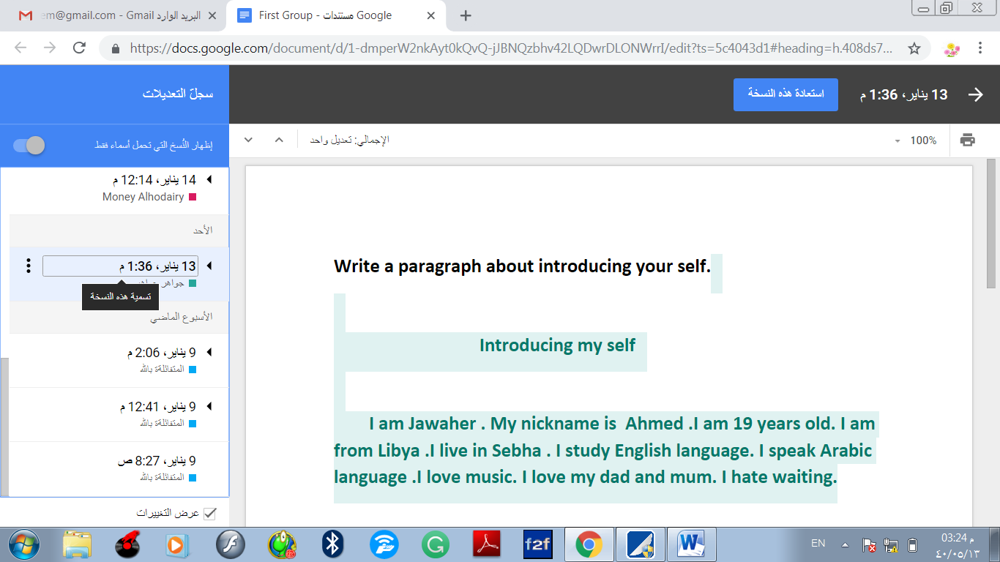 em@gmail.com - Gmail البريد الوارد
First Group - مستندات Google
https://docs.google.com/document/d/1-dmperW2nkAyt0kQvQ-jJBNQzbhv42LQDwrDLONWrrI/edit?ts=5c4043d1#heading=h.408ds7...
سجلّ التعديلات
استعادة هذه النسخة
13 يناير، 1:36 م
إظهار النُسخ التي تحمل أسماء فقط
الإجمالي: تعديل واحد
100%
14 يناير، 12:14 م
Money Alhodairy
الأحد
13 يناير، 1:36 م
جواهر
تسمية هذه النسخة
الأسبوع الماضي
9 يناير، 2:06 م
المتفائلةة بالله
9 يناير، 12:41 م
المتفائلةة بالله
9 يناير، 8:27 ص
المتفائلةة بالله
عرض التغييرات
Write a paragraph about introducing your self.
Introducing my self
I am Jawaher . My nickname is Ahmed .I am 19 years old. I am
from Libya .I live in Sebha . I study English language. I speak Arabic
language .I love music. I love my dad and mum. I hate waiting.
f2f
W
EN
03:24 م
٤٠/٠٥/١٣